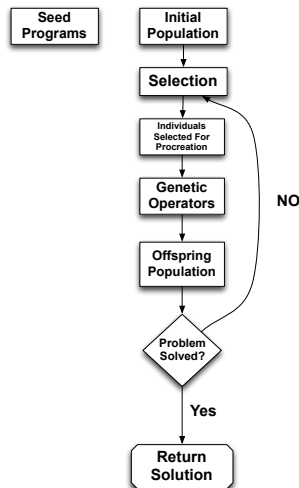 Seed
Programs
Initial
Population
Selection
Individuals
Selected For
Procreation
Genetic
Operators
NO
Offspring
Population
Problem
Solved?
Yes
Return
Solution